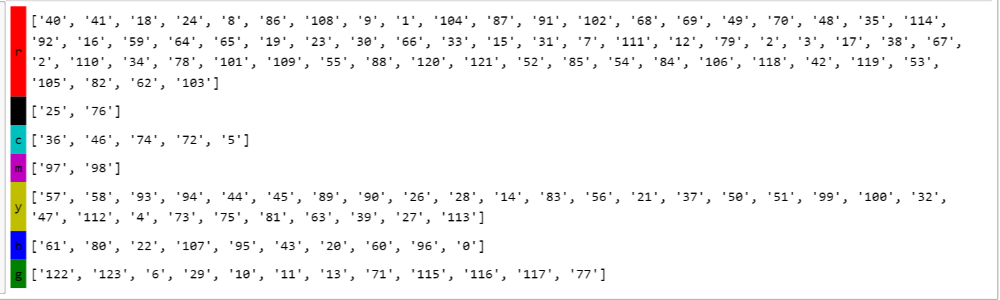 ['40', '41', '18', '24', '8', '86', '108', '9', '1', '104', '87', '91', '102', '68', '69', '49', '70', '48', '35', '114',
'92', '16', '59', '64', '65', '19', '23', '30', '66', '33', '15', '31', '7', '111', '12', '79', '2', '3', '17', '38', '67',
r
'2', '110', '34', '78', '101', '109', '55', '88', '120', '121', '52', '85', '54', '84', '106', '118', '42', '119', '53',
'105', '82', '62', '103']
['25', '76']
c ['36', '46', '74', '72', '5']
m ['97', '98']
['57', '58', '93', '94', '44', '45', '89', '90', '26', '28', '14', '83', '56', '21', '37', '50', '51', '99', '100', '32',
y
'47', '112', '4', '73', '75', '81', '63', '39', '27', '113']
b ['61', '80', '22', '107', '95', '43', '20', '60', '96', '0']
g ['122', '123', '6', '29', '10', '11', '13', '71', '115', '116', '117', '77']